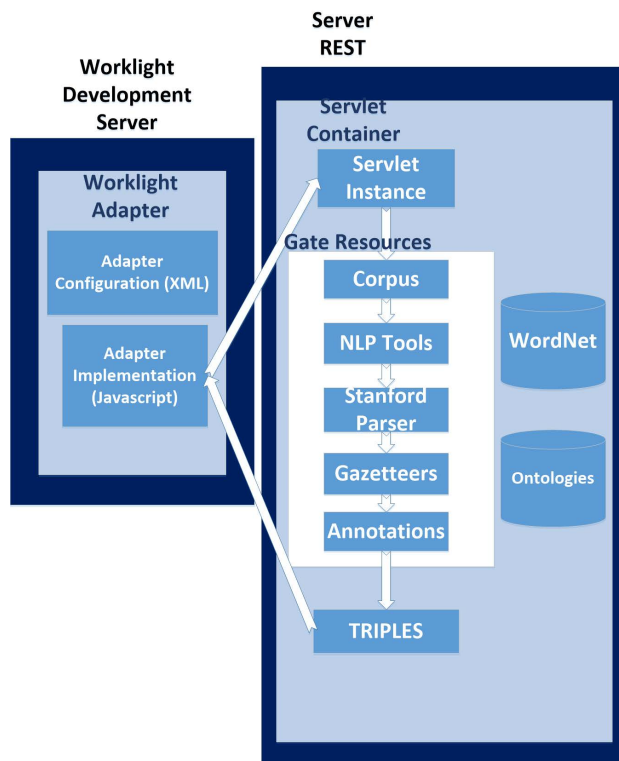 Server
REST
Worklight
Development
Server
Servlet
Container
Servlet
Instance
Worklight
Adapter
Gate Resources
Adapter
Configuration (XML)
Corpus
WordNet
NLP Tools
Adapter
Implementation
(Javascript)
Stanford
Parser
Gazetteers
Ontologies
Annotations
TRIPLES